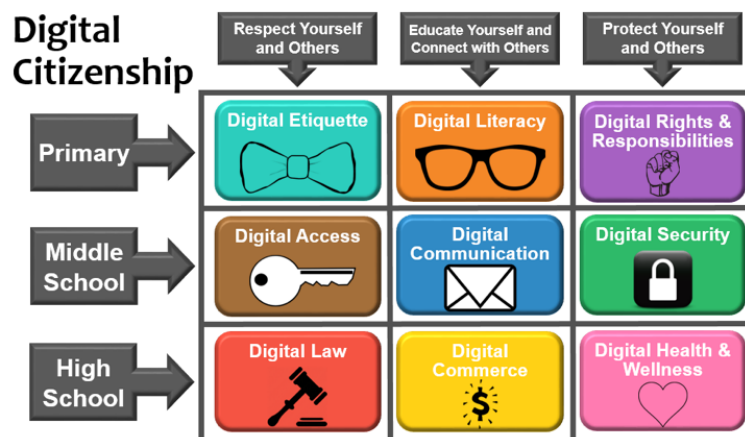 Digital
Citizenship
Respect Yourself
and Others
Educate Yourself and
Connect with Others
Protect Yourself
and Others
Primary
Digital Etiquette
Digital Literacy
Digital Rights &
Responsibilities
Middle
School
Digital Access
Digital
Communication
Digital Security
High
School
Digital Law
Digital
Commerce
$
Digital Health &
Wellness